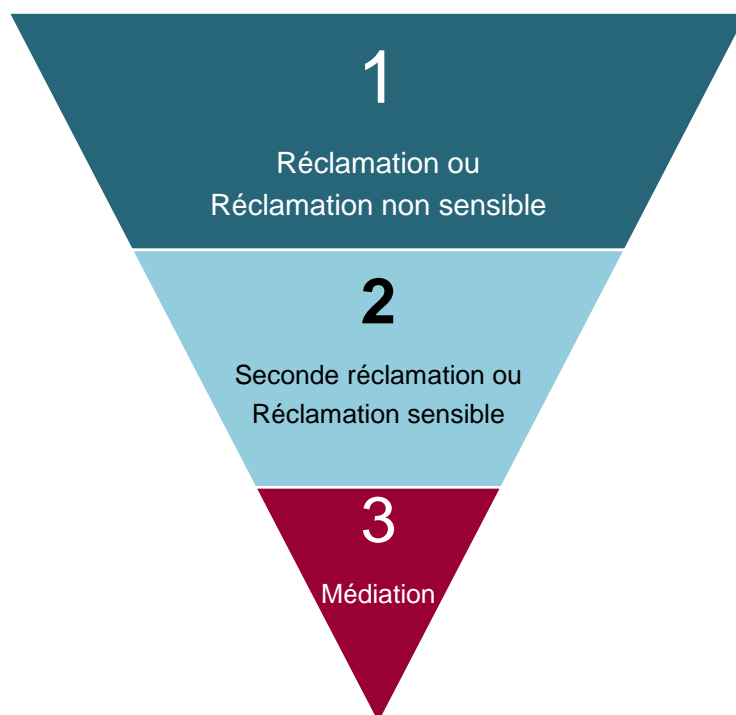 1
Réclamation ou
Réclamation non sensible
2
Seconde réclamation ou
Réclamation sensible
3
Médiation